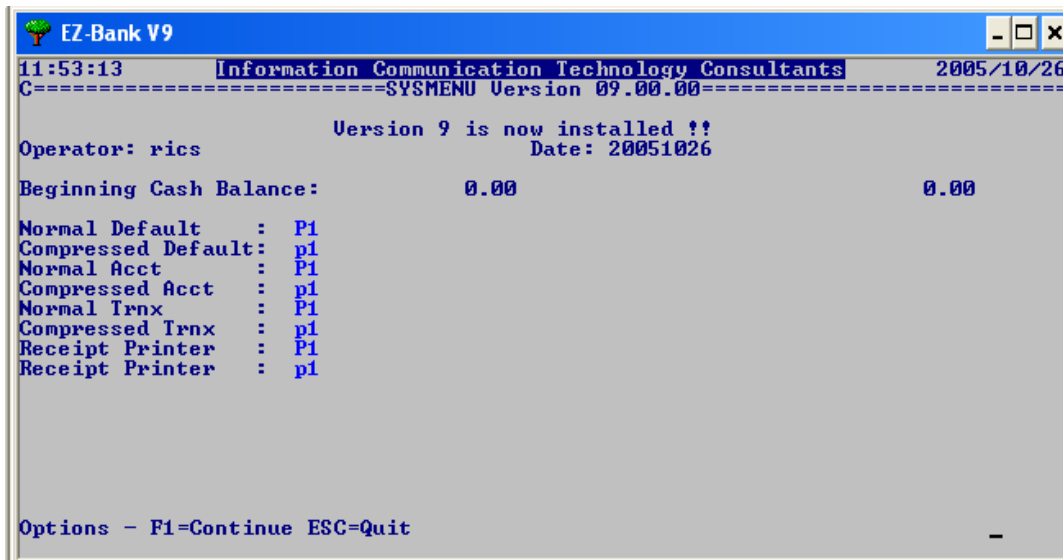 EZ-Bank V9
11:53:13 Information Communication Technology Consultants 2005/10/26
C===========================SYSMENU Version 09.00.00============================
Version 9 is now installed !!
Operator: rics Date: 20051026
Beginning Cash Balance: 0.00 0.00
Normal Default : P1
Compressed Default: p1
Normal Acct : P1
Compressed Acct : p1
Normal Trnx : P1
Compressed Trnx : p1
Receipt Printer : P1
Receipt Printer : p1
Options - F1=Continue ESC=Quit